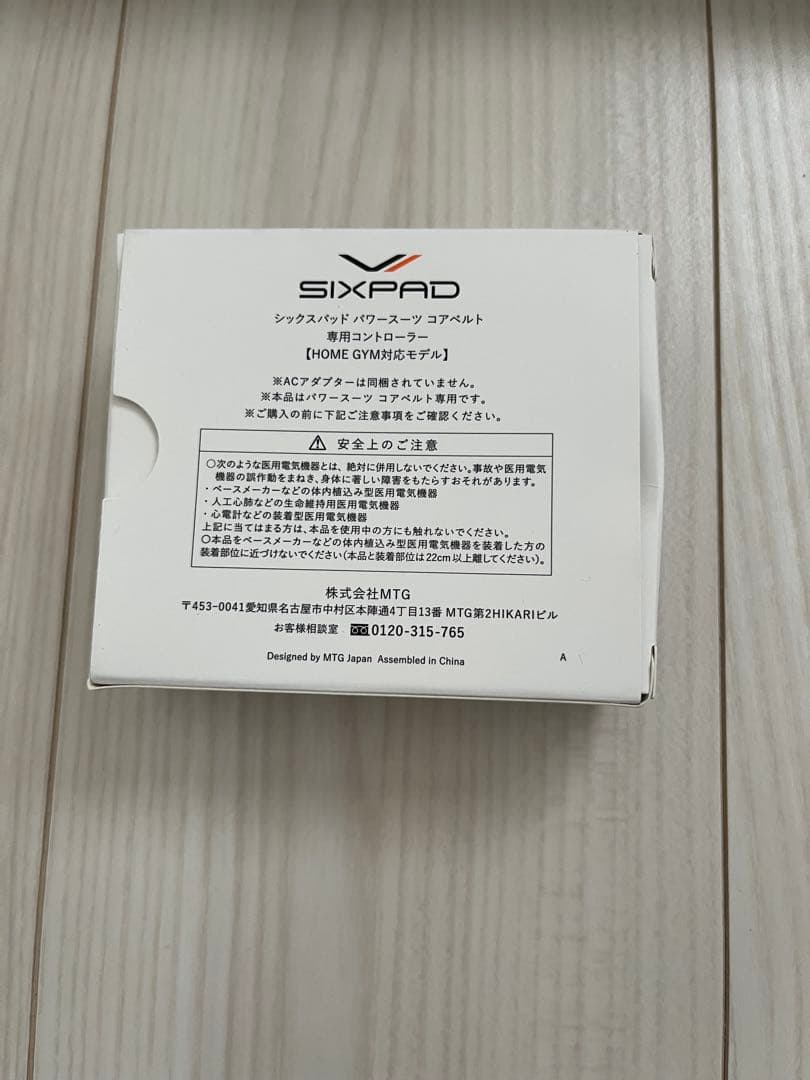 SIXPAD
シックスパッド パワースーツ コアベルト
専用コントローラー
【HOME GYM対応モデル】
※ACアダプターは同梱されていません。
※本品はパワースーツ コアベルト専用です。
※ご購入の前に下記ご注意事項をご確認ください。
⚠ 安全上のご注意
○次のような医用電気機器とは、絶対に併用しないでください。事故や医用電気
機器の誤作動をまねき、身体に著しい障害をもたらすおそれがあります。
・ペースメーカーなどの体内植込み型医用電気機器
・人工心肺などの生命維持用医用電気機器
・心電計などの装着型医用電気機器
上記に当てはまる方は、本品を使用中の方にも触れないでください。
○本品をペースメーカーなどの体内植込み型医用電気機器を装着した方の
装着部位に近づけないでください(本品と装着部位は22cm以上離してください)。
株式会社MTG
〒453-0041愛知県名古屋市中村区本陣通4丁目13番 MTG第2HIKARIビル
お客様相談室 0120-315-765
Designed by MTG Japan Assembled in China A